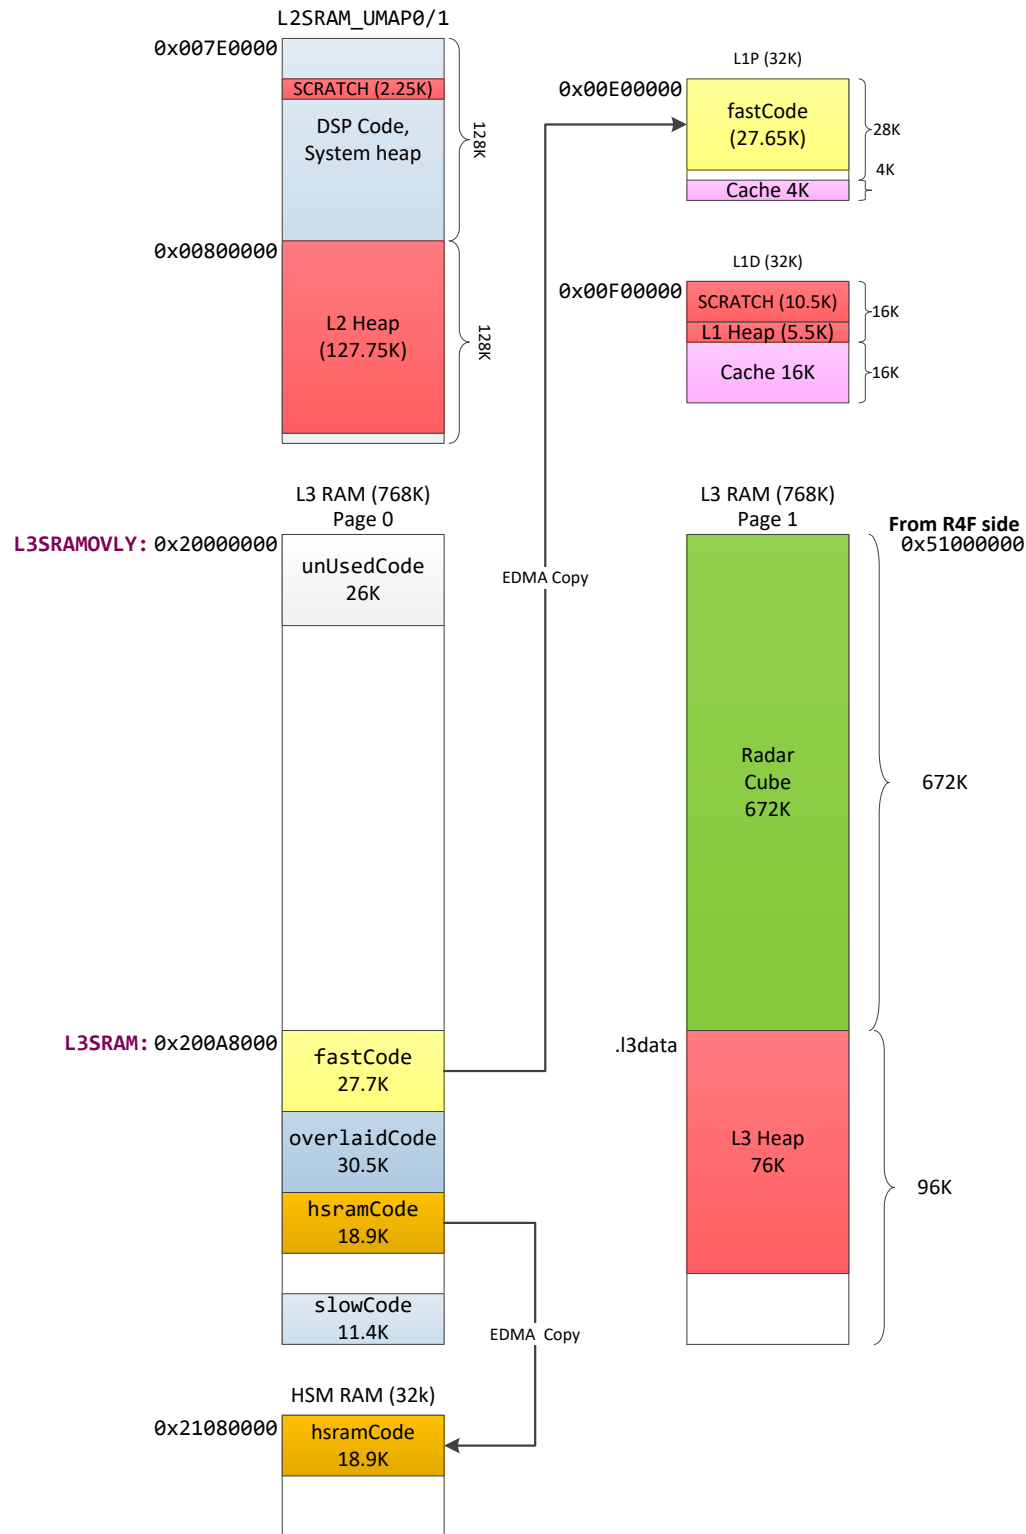 L2SRAM_UMAP0/1
0x007E0000
SCRATCH (2.25K)
DSP Code,
System heap
128K
0x00800000
L2 Heap
(127.75K)
128K
L1P (32K)
0x00E00000
fastCode
(27.65K)
28K
4K
Cache 4K
L1D (32K)
0x00F00000
SCRATCH (10.5K)
16K
L1 Heap (5.5K)
Cache 16K
16K
EDMA Copy
L3 RAM (768K)
Page 0
L3SRAMOVLY: 0x20000000
unUsedCode
26K
L3SRAM: 0x200A8000
fastCode
27.7K
overlaidCode
30.5K
hsramCode
18.9K
slowCode
11.4K
EDMA Copy
L3 RAM (768K)
Page 1
From R4F side
0x51000000
Radar
Cube
672K
672K
.l3data
L3 Heap
76K
96K
HSM RAM (32k)
0x21080000
hsramCode
18.9K